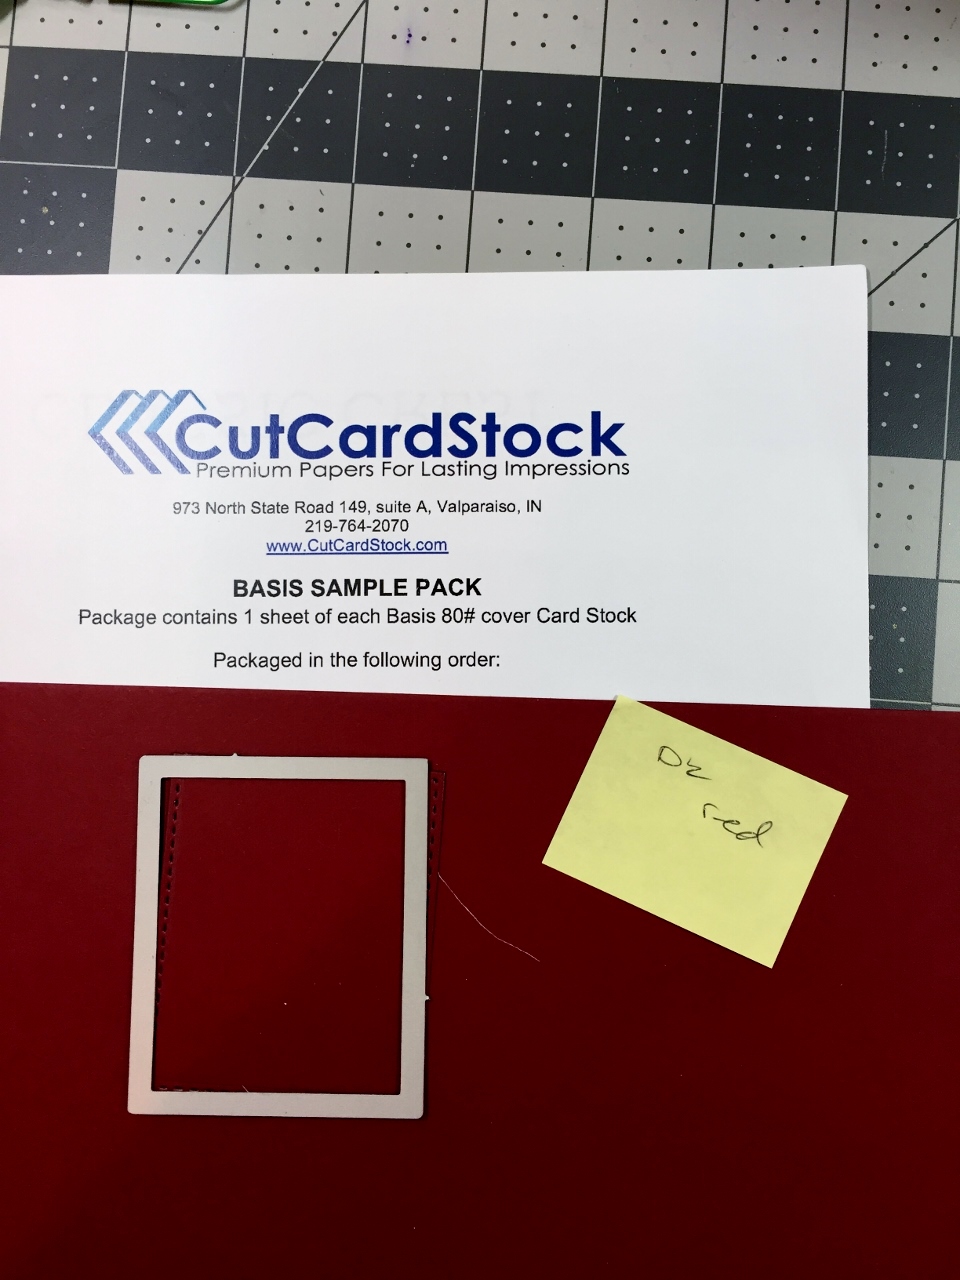 CutCardStock
Premium Papers For Lasting Impressions
973 North State Road 149, suite A, Valparaiso, IN
219-764-2070
www.CutCardStock.com
BASIS SAMPLE PACK
Package contains 1 sheet of each Basis 80# cover Card Stock
Packaged in the following order:
red